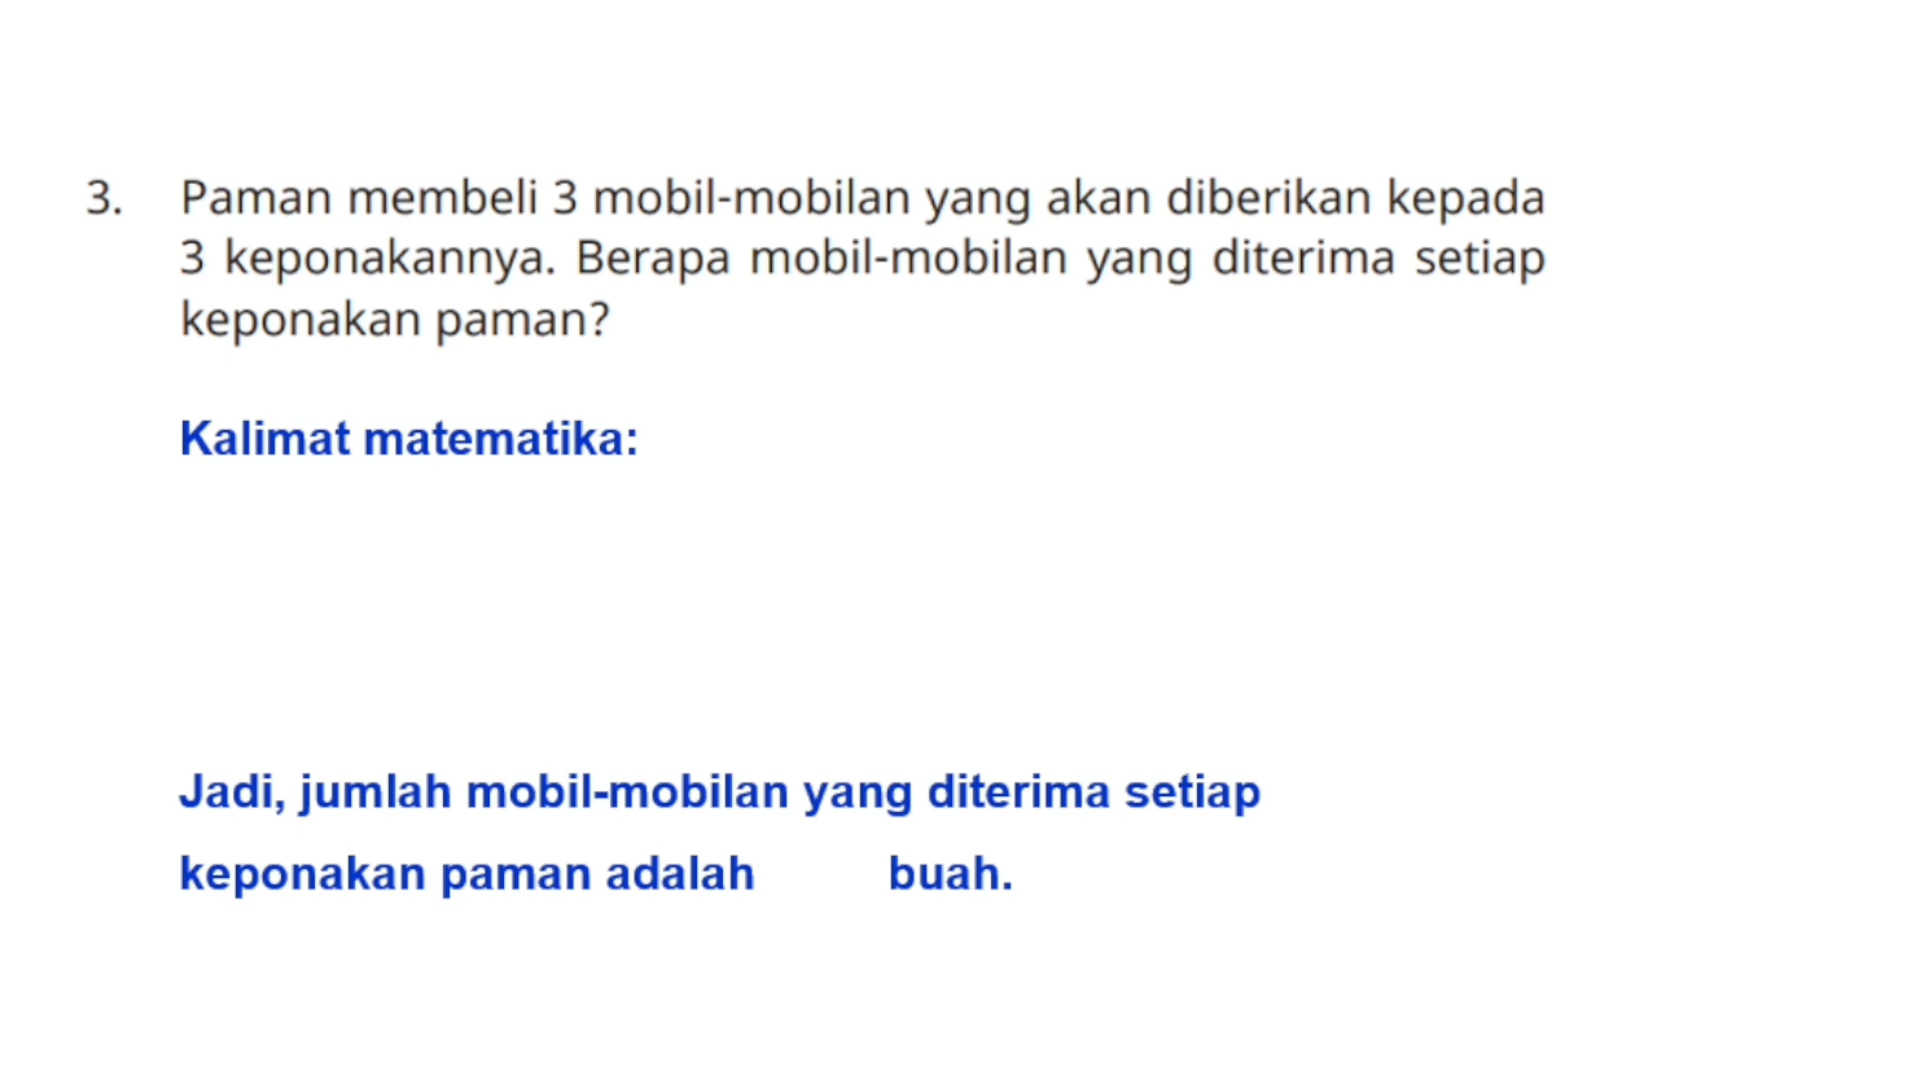 3. Paman membeli 3 mobil-mobilan yang akan diberikan kepada
3 keponakannya. Berapa mobil-mobilan yang diterima setiap
keponakan paman?
Kalimat matematika:
Jadi, jumlah mobil-mobilan yang diterima setiap
keponakan paman adalah buah.